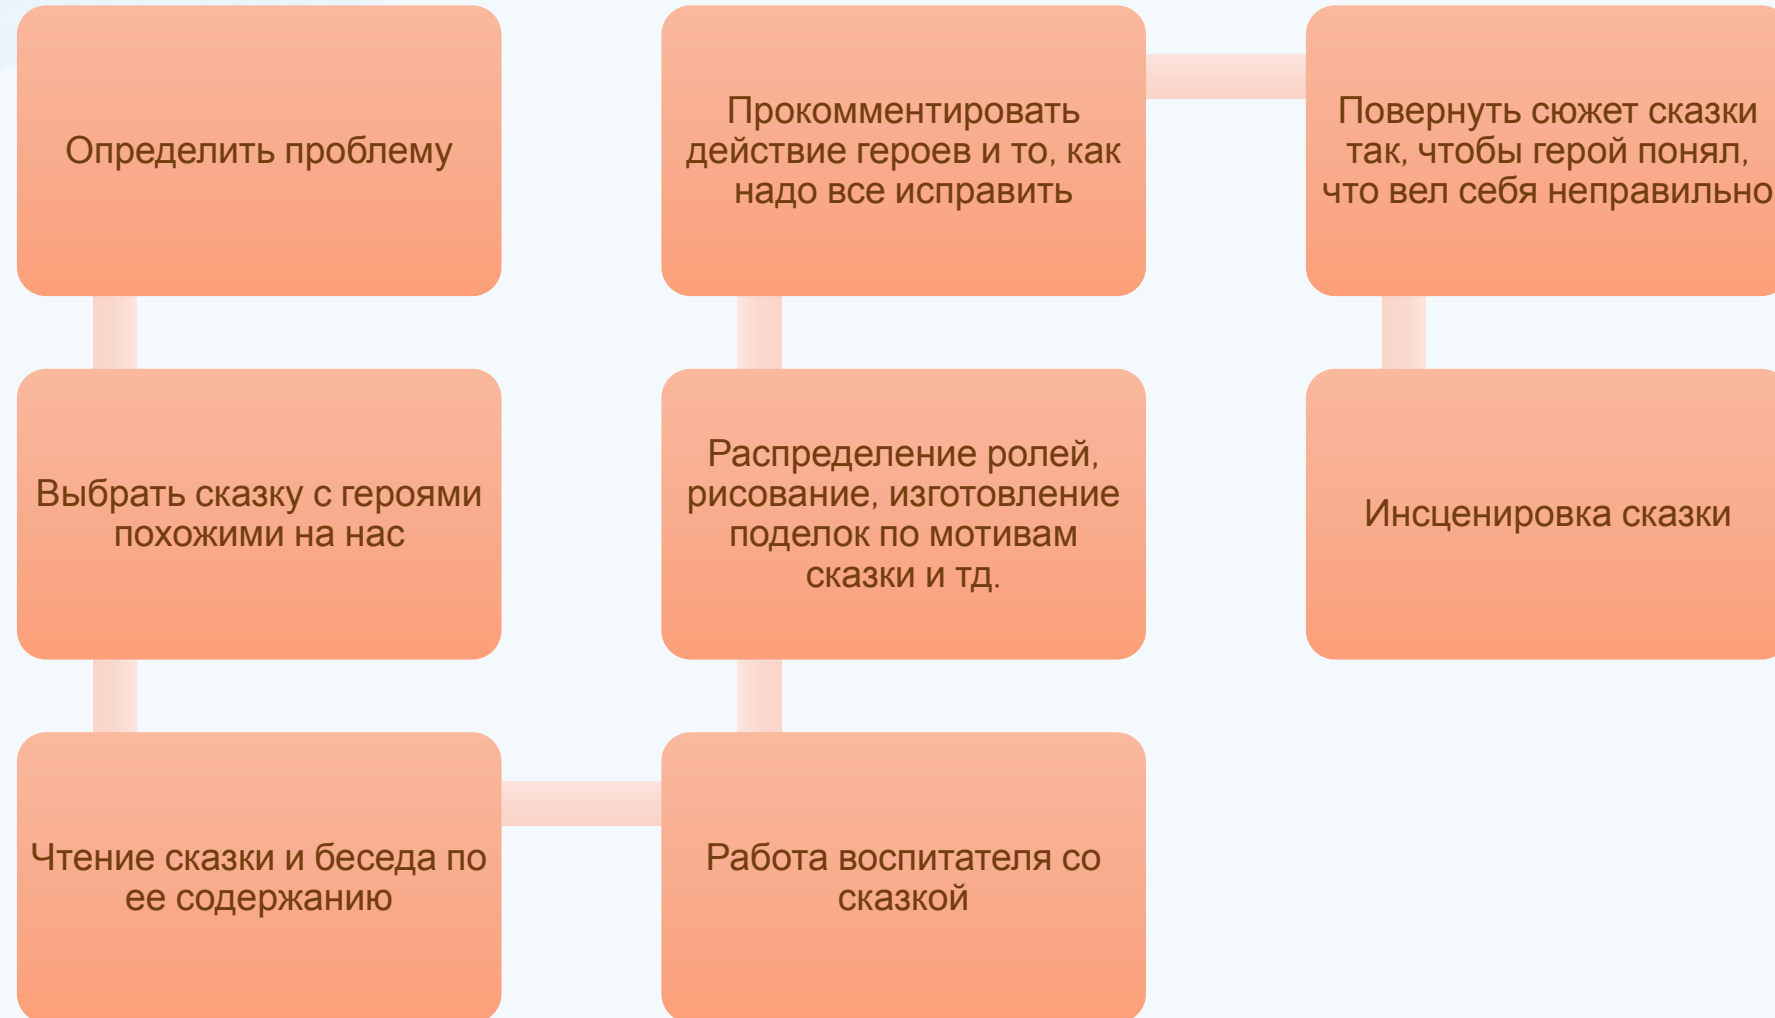 Определить проблему
Выбрать сказку с героями
похожими на нас
Чтение сказки и беседа по
ее содержанию
Работа воспитателя со
сказкой
Распределение ролей,
рисование, изготовление
поделок по мотивам
сказки и тд.
Прокомментировать
действие героев и то, как
надо все исправить
Повернуть сюжет сказки
так, чтобы герой понял,
что вел себя неправильно
Инсценировка сказки